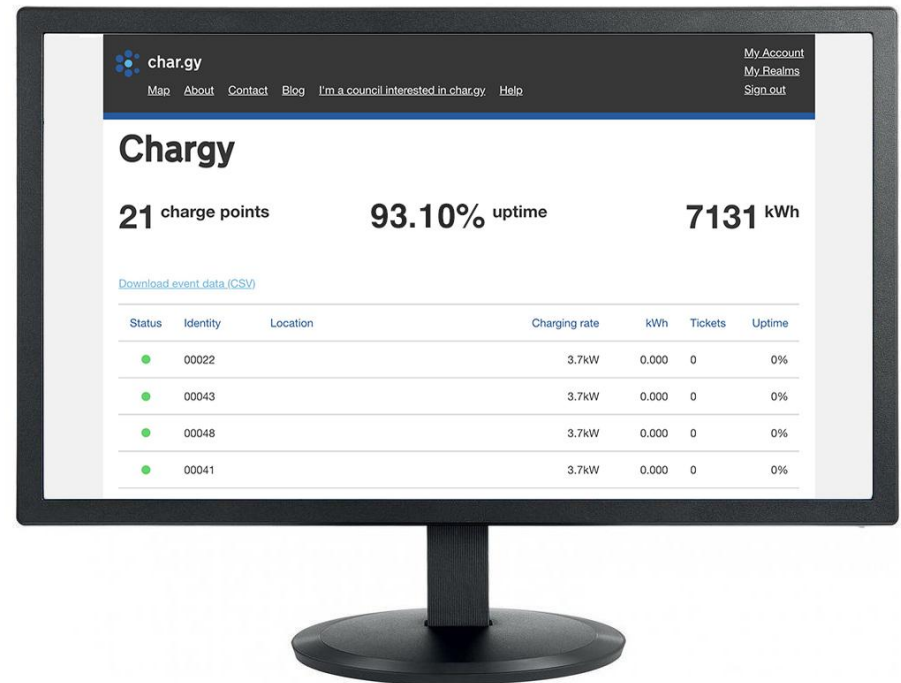 char.gy
My Account
My Realms
Sign out
Map About Contact Blog I'm a council interested in char.gy Help
Chargy
21 charge points 93.10% uptime 7131 kWh
Download event data (CSV)
Status Identity Location Charging rate kWh Tickets Uptime
00022 3.7kW 0.000 0 0%
00043 3.7kW 0.000 0 0%
00048 3.7kW 0.000 0 0%
00041 3.7kW 0.000 0 0%